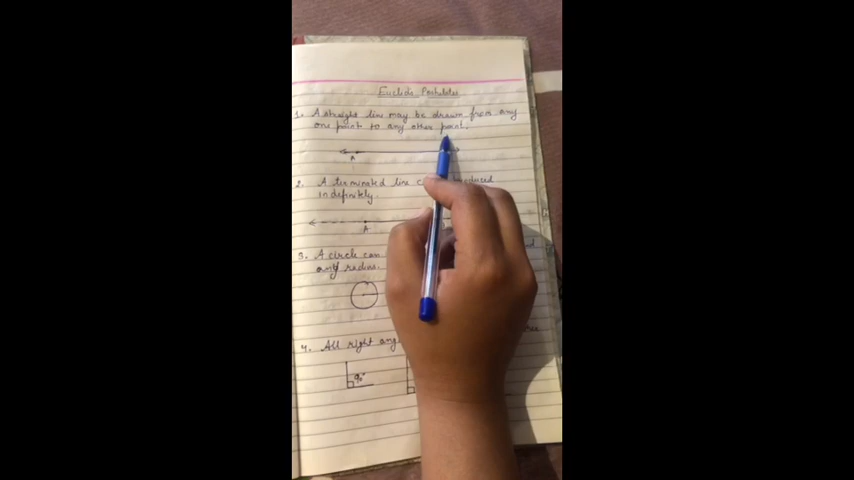 Euclid's Postulates
1. A straight line may be drawn from any
one point to any other point.
A
2. A terminated line
indefinitely.
A
3. A circle can
any radius.
4. All right
90°